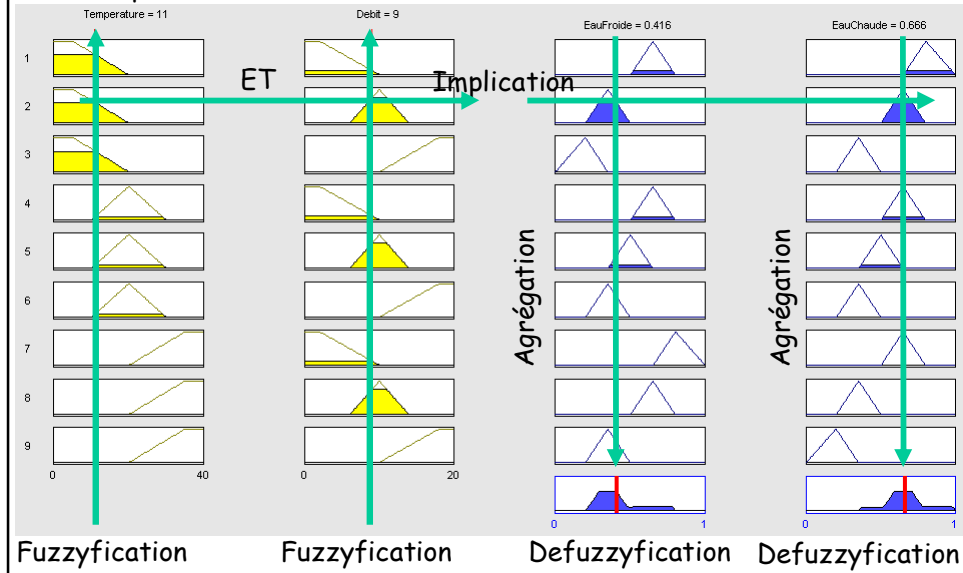 Temperature = 11
Debit = 9
EauFroide = 0.416
EauChaude = 0.666
ET
Implication
1
2
3
4
5
6
7
8
9
Agrégation
Agrégation
0
40
0
20
0
1
0
1
Fuzzyfication
Fuzzyfication
Defuzzyfication
Defuzzyfication